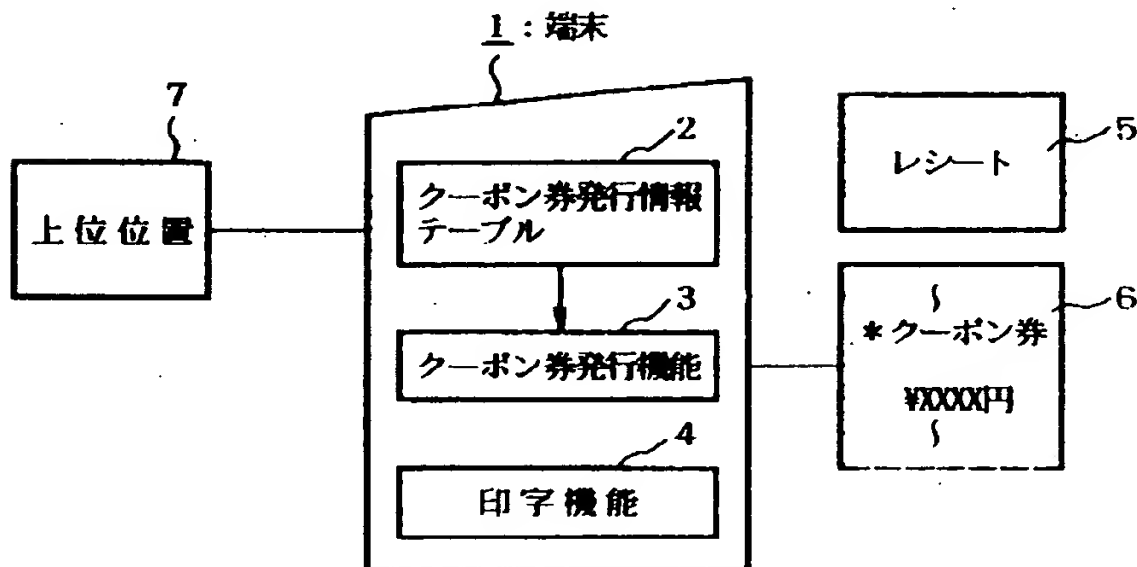 1：端末
7
上位位置
2
クーポン券発行情報
テーブル
3
クーポン券発行機能
4
印字機能
5
レシート
6
*クーポン券
¥XXXX円